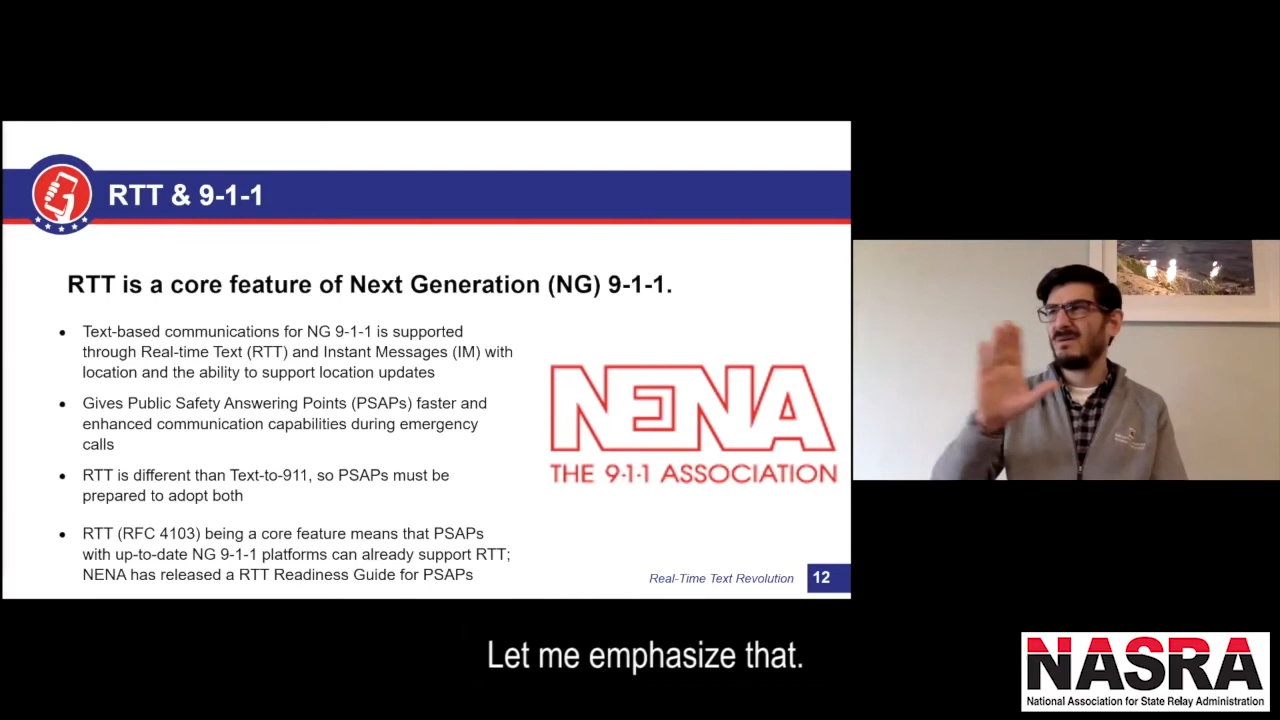 RTT & 9-1-1
RTT is a core feature of Next Generation (NG) 9-1-1.
Text-based communications for NG 9-1-1 is supported
through Real-time Text (RTT) and Instant Messages (IM) with
location and the ability to support location updates
Gives Public Safety Answering Points (PSAPs) faster and
enhanced communication capabilities during emergency
calls
RTT is different than Text-to-911, so PSAPs must be
prepared to adopt both
RTT (RFC 4103) being a core feature means that PSAPs
with up-to-date NG 9-1-1 platforms can already support RTT;
NENA has released a RTT Readiness Guide for PSAPs
NENA
THE 9-1-1 ASSOCIATION
Real-Time Text Revolution
12
Let me emphasize that.
NASRA
National Association for State Relay Administration